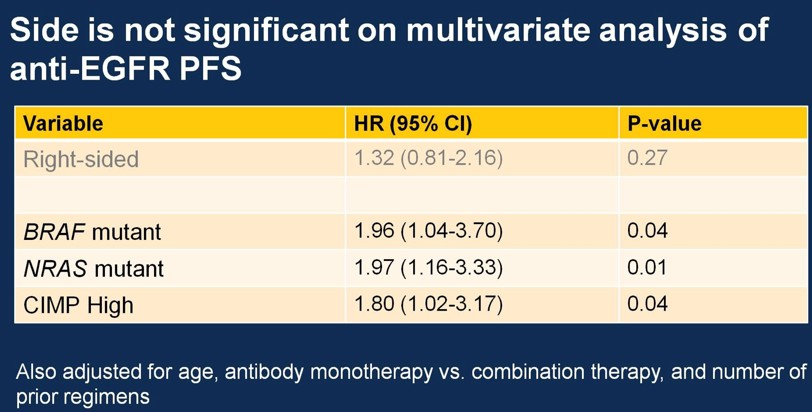 Side is not significant on multivariate analysis of
anti-EGFR PFS
Variable HR (95% CI) P-value
Right-sided 1.32 (0.81-2.16) 0.27
BRAF mutant 1.96 (1.04-3.70) 0.04
NRAS mutant 1.97 (1.16-3.33) 0.01
CIMP High 1.80 (1.02-3.17) 0.04
Also adjusted for age, antibody monotherapy vs. combination therapy, and number of
prior regimens